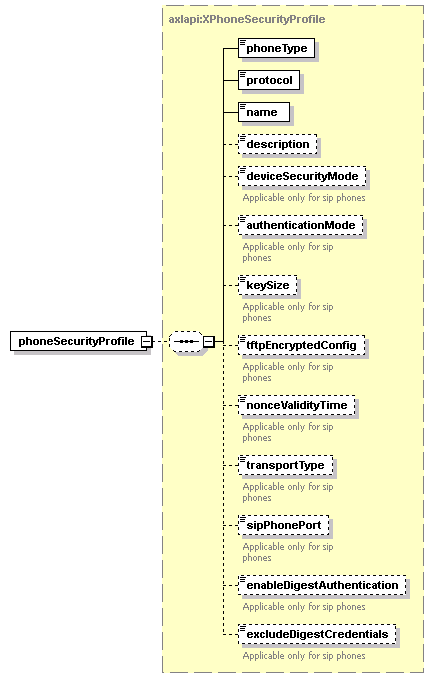 axlapi:XPhoneSecurityProfile
phoneType
protocol
name
description
deviceSecurityMode
Applicable only for sip phones
authenticationMode
Applicable only for sip
phones
keySize
Applicable only for sip
phones
phoneSecurityProfile
tftpEncryptedConfig
Applicable only for sip
phones
nonceValidityTime
Applicable only for sip
phones
transportType
Applicable only for sip
phones
sipPhonePort
Applicable only for sip
phones
enableDigestAuthentication
Applicable only for sip phones
excludeDigestCredentials
Applicable only for sip phones